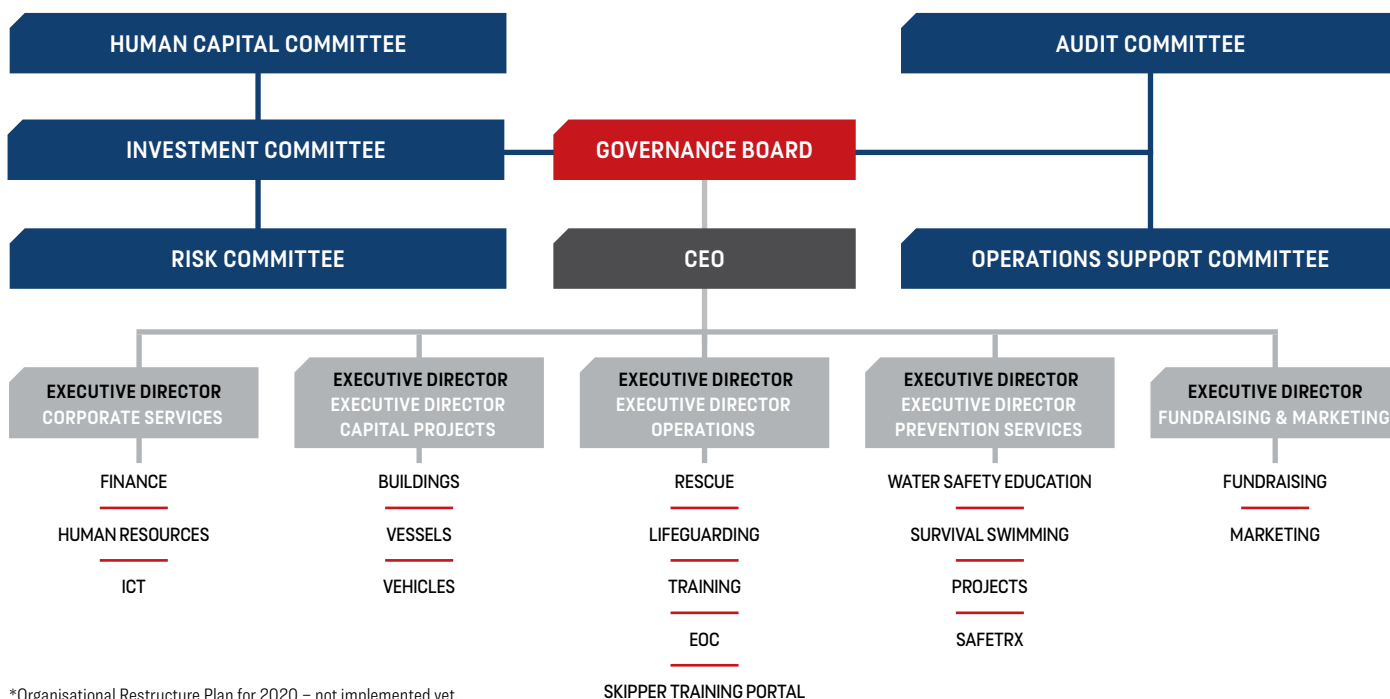 HUMAN CAPITAL COMMITTEE
AUDIT COMMITTEE
INVESTMENT COMMITTEE
GOVERNANCE BOARD
RISK COMMITTEE
CEO
OPERATIONS SUPPORT COMMITTEE
EXECUTIVE DIRECTOR
CORPORATE SERVICES
FINANCE
HUMAN RESOURCES
ICT
EXECUTIVE DIRECTOR
EXECUTIVE DIRECTOR
CAPITAL PROJECTS
BUILDINGS
VESSELS
VEHICLES
EXECUTIVE DIRECTOR
EXECUTIVE DIRECTOR
OPERATIONS
RESCUE
LIFEGUARDING
TRAINING
EOC
SKIPPER TRAINING PORTAL
EXECUTIVE DIRECTOR
EXECUTIVE DIRECTOR
PREVENTION SERVICES
WATER SAFETY EDUCATION
SURVIVAL SWIMMING
PROJECTS
SAFETRX
EXECUTIVE DIRECTOR
FUNDRAISING & MARKETING
FUNDRAISING
MARKETING
*Organisational Restructure Plan for 2020 – not implemented yet